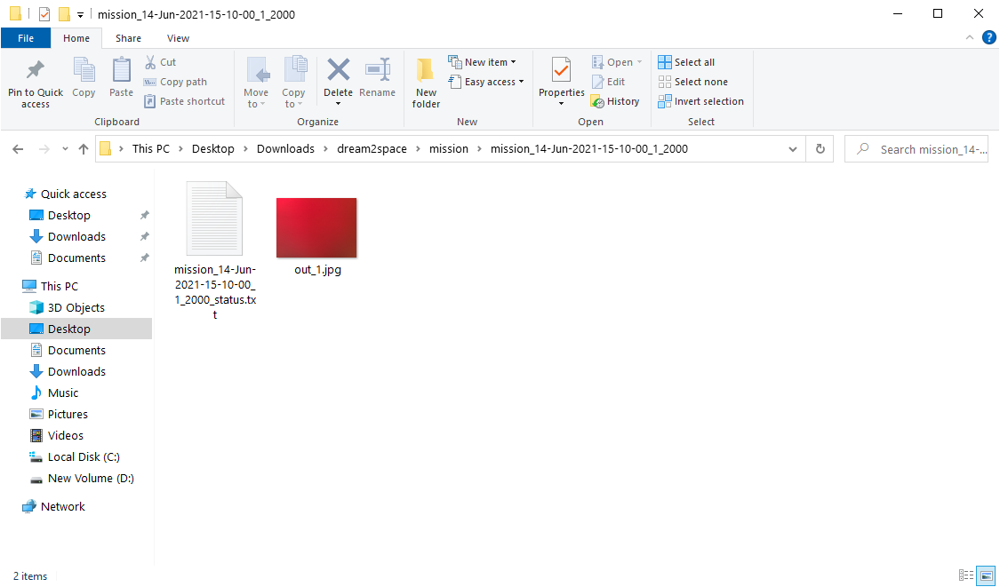 mission_14-Jun-2021-15-10-00_1_2000
File Home Share View
Pin to Quick access
Copy
Paste
Cut
Copy path
Paste shortcut
Clipboard
Move to
Copy to
Delete
Rename
Organize
New folder
New item
Easy access
New
Properties
Open
Edit
History
Open
Select all
Select none
Invert selection
Select
This PC > Desktop > Downloads > dream2space > mission > mission_14-Jun-2021-15-10-00_1_2000
Search mission_14-...
Quick access
Desktop
Downloads
Documents
This PC
3D Objects
Desktop
Documents
Downloads
Music
Pictures
Videos
Local Disk (C:)
New Volume (D:)
Network
mission_14-Jun-
2021-15-10-00_
1_2000_status.tx
t
out_1.jpg
2 items